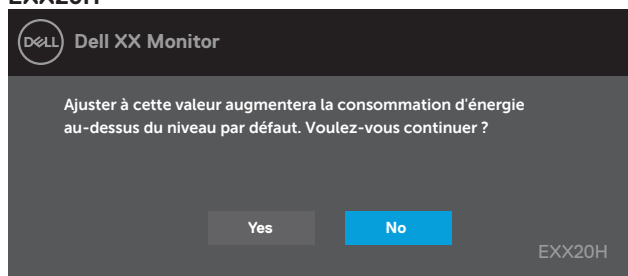 EXX20H
DELL Dell XX Monitor
Ajuster à cette valeur augmentera la consommation d'énergie
au-dessus du niveau par défaut. Voulez-vous continuer ?
Yes No
EXX20H